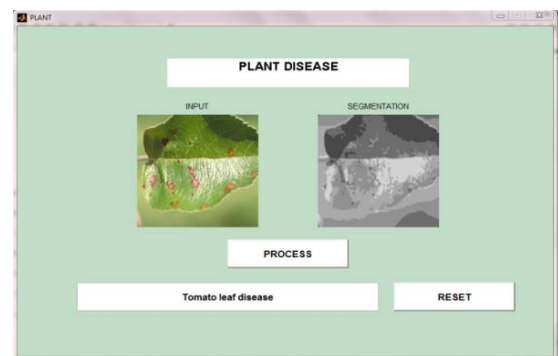 PLANT
PLANT DISEASE
INPUT
SEGMENTATION
PROCESS
Tomato leaf disease
RESET